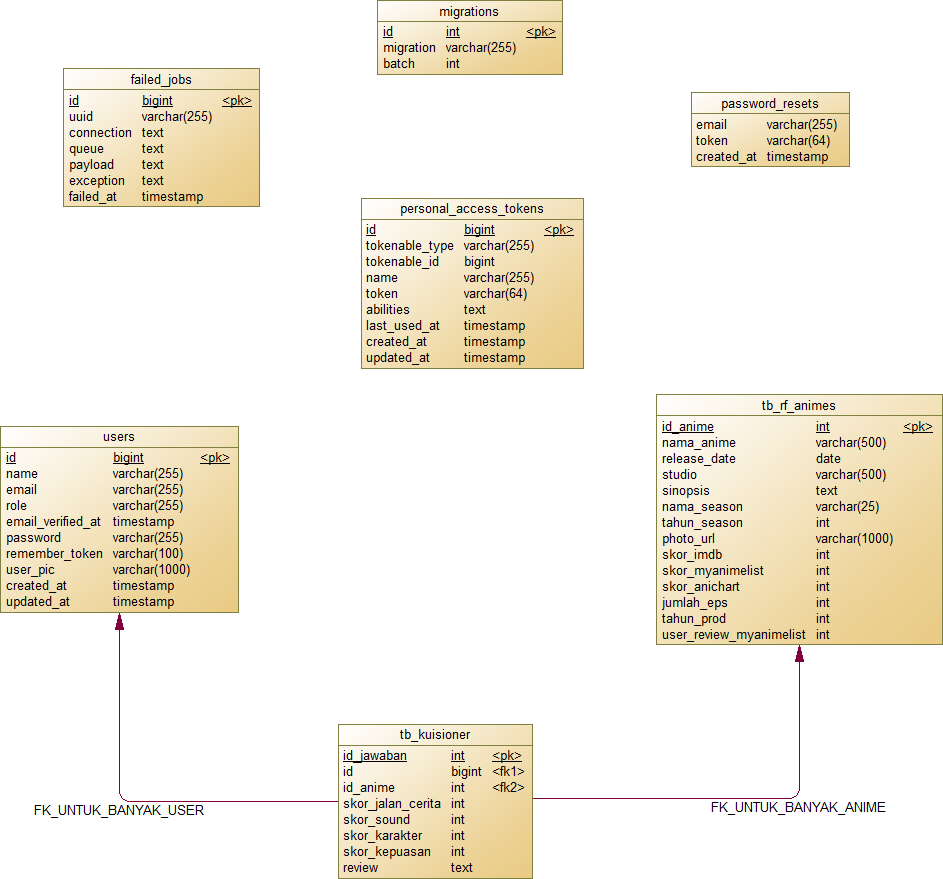 migrations
id int <pk>
migration varchar(255)
batch int
failed_jobs
id bigint <pk>
uuid varchar(255)
connection text
queue text
payload text
exception text
failed_at timestamp
password_resets
email varchar(255)
token varchar(64)
created_at timestamp
personal_access_tokens
id bigint <pk>
tokenable_type varchar(255)
tokenable_id bigint
name varchar(255)
token varchar(64)
abilities text
last_used_at timestamp
created_at timestamp
updated_at timestamp
users
id bigint <pk>
name varchar(255)
email varchar(255)
role varchar(255)
email_verified_at timestamp
password varchar(255)
remember_token varchar(100)
user_pic varchar(1000)
created_at timestamp
updated_at timestamp
tb_rf_animes
id_anime int <pk>
nama_anime varchar(500)
release_date date
studio varchar(500)
sinopsis text
nama_season varchar(25)
tahun_season int
photo_url varchar(1000)
skor_imdb int
skor_myanimelist int
skor_anichart int
jumlah_eps int
tahun_prod int
user_review_myanimelist int
tb_kuisioner
id_jawaban int <pk>
id bigint <fk1>
id_anime int <fk2>
skor_jalan_cerita int
skor_sound int
skor_karakter int
skor_kepuasan int
review text
FK_UNTUK_BANYAK_USER
FK_UNTUK_BANYAK_ANIME